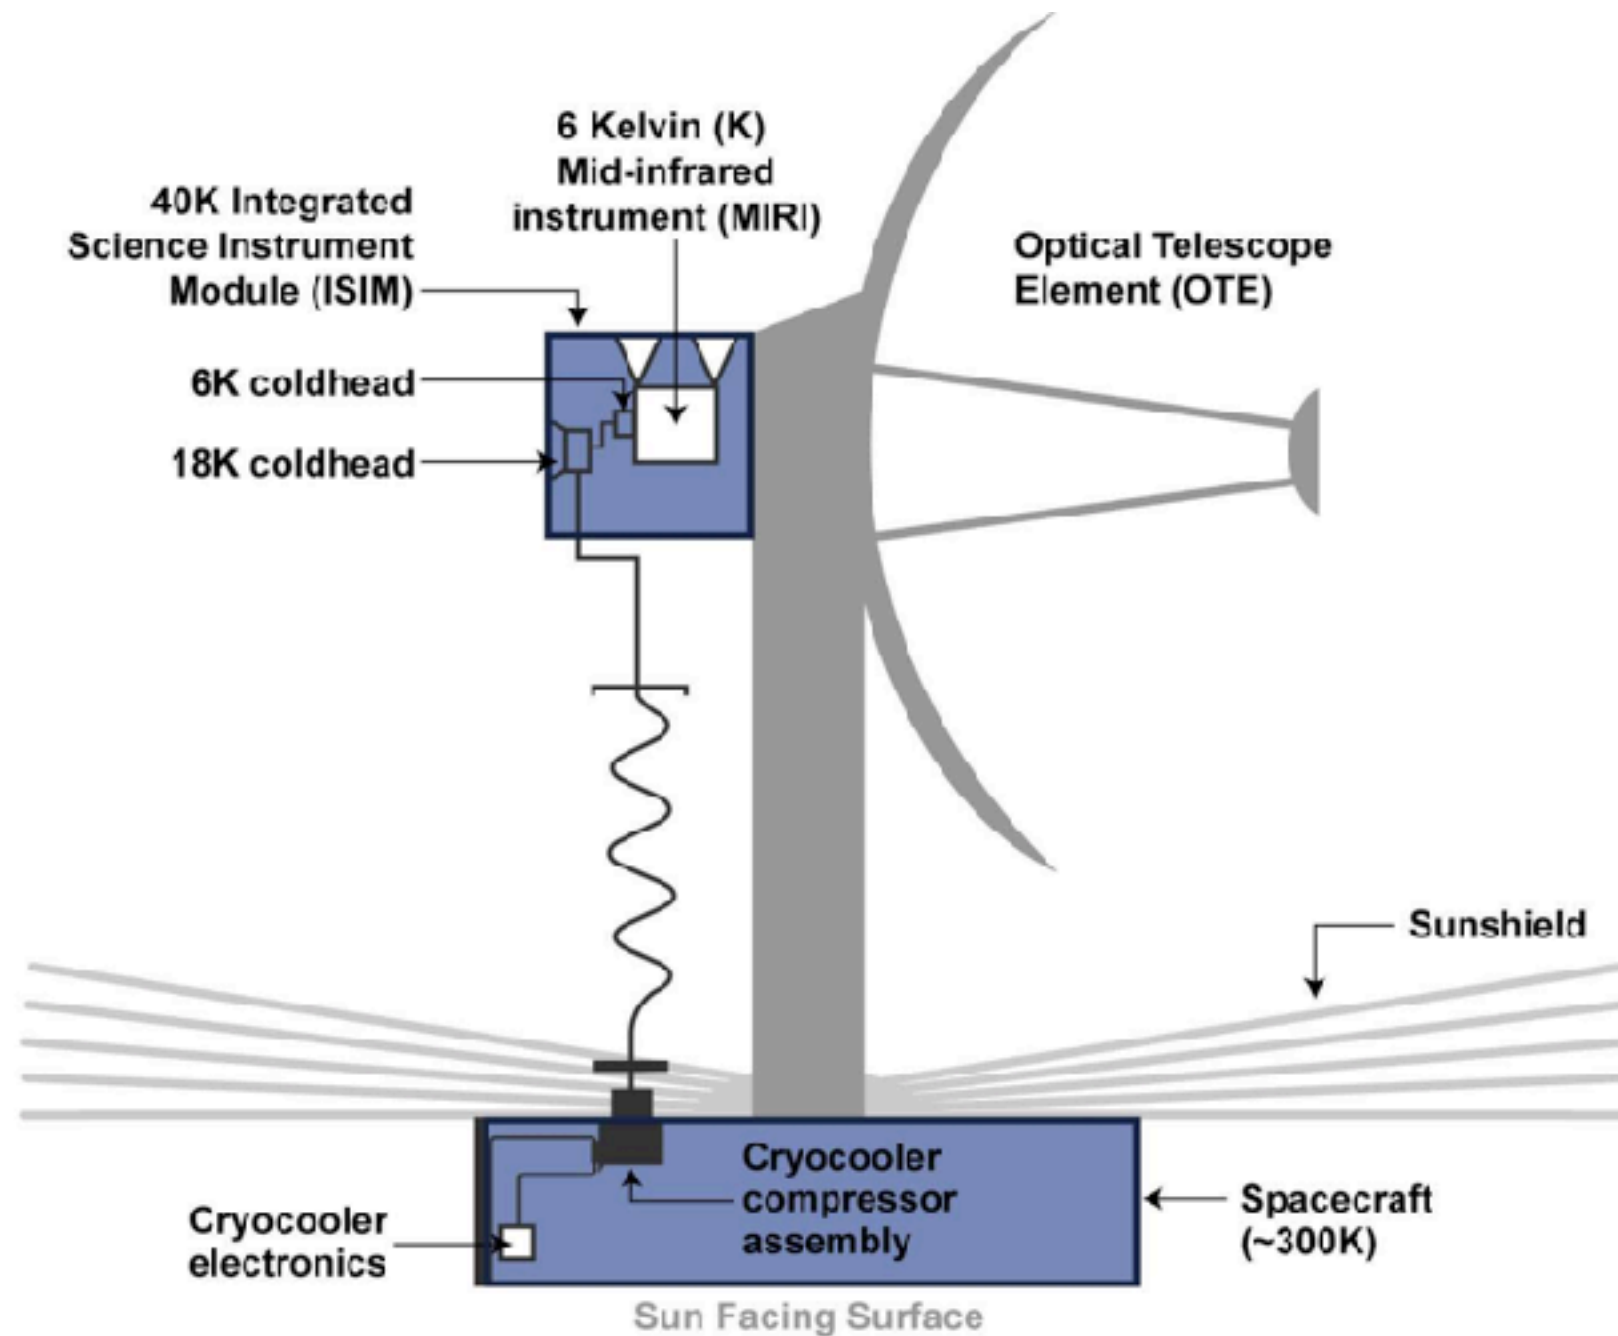 6 Kelvin (K)
Mid-infrared
instrument (MIRI)
40K Integrated
Science Instrument
Module (ISIM)
Optical Telescope
Element (OTE)
6K coldhead
18K coldhead
Sunshield
Cryocooler
compressor
assembly
Spacecraft
(~300K)
Cryocooler
electronics
Sun Facing Surface